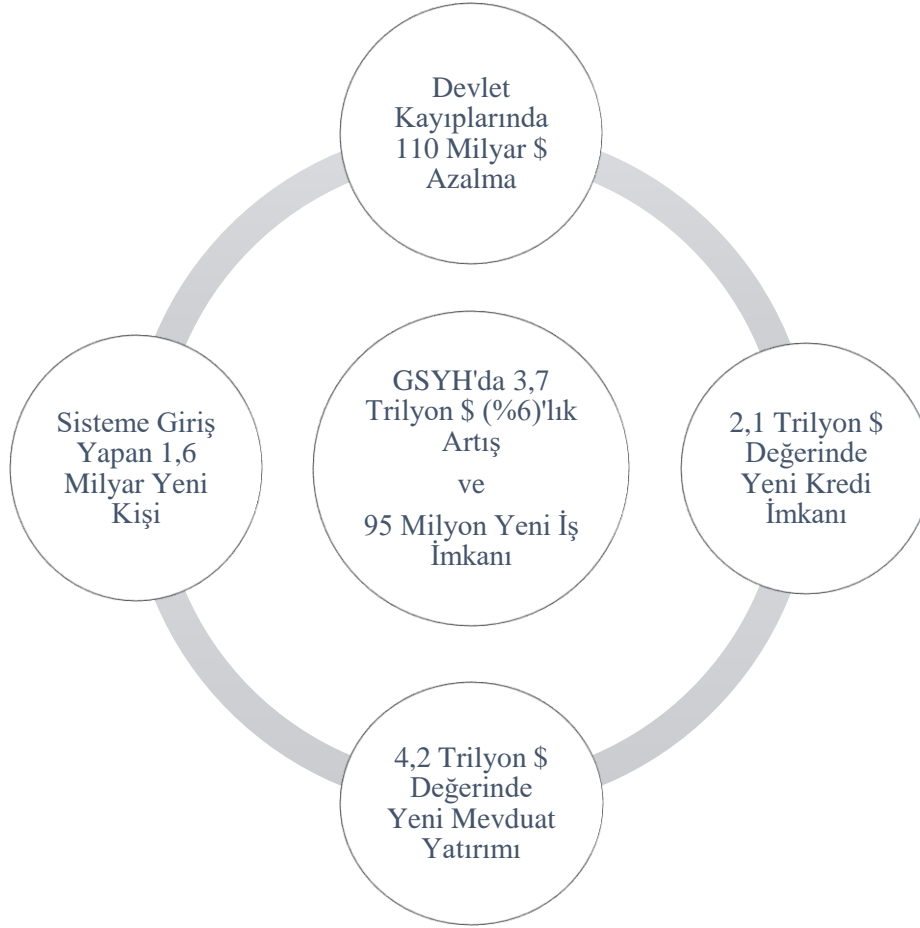 Devlet
Kayıplarında
110 Milyar $
Azalma
Sisteme Giriş
Yapan 1,6
Milyar Yeni
Kişi
GSYH'da 3,7
Trilyon $ (%6)'lık
Artış
ve
95 Milyon Yeni İş
İmkanı
2,1 Trilyon $
Değerinde
Yeni Kredi
İmkanı
4,2 Trilyon $
Değerinde
Yeni Mevduat
Yatırımı